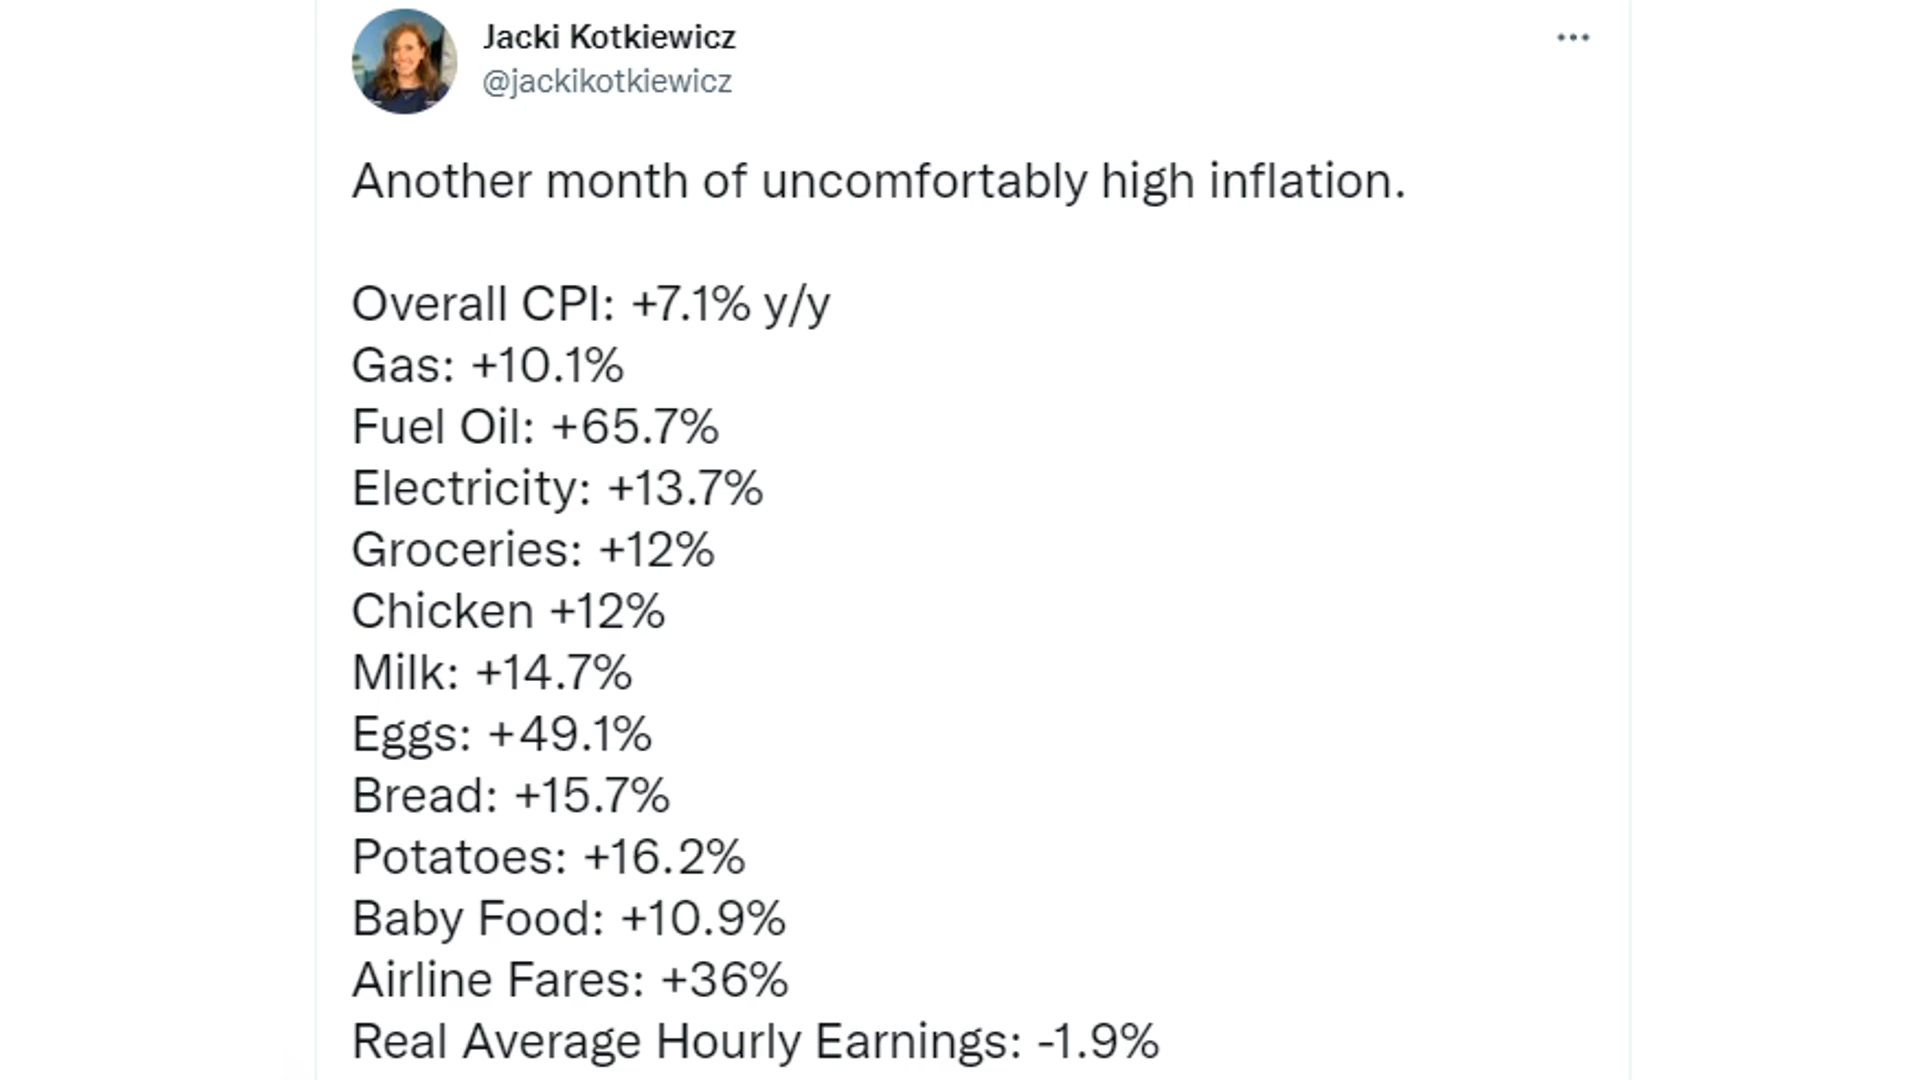 Jacki Kotkiewicz
@jackikotkiewicz
Another month of uncomfortably high inflation.
Overall CPI: +7.1% y/y
Gas: +10.1%
Fuel Oil: +65.7%
Electricity: +13.7%
Groceries: +12%
Chicken +12%
Milk: +14.7%
Eggs: +49.1%
Bread: +15.7%
Potatoes: +16.2%
Baby Food: +10.9%
Airline Fares: +36%
Real Average Hourly Earnings: -1.9%